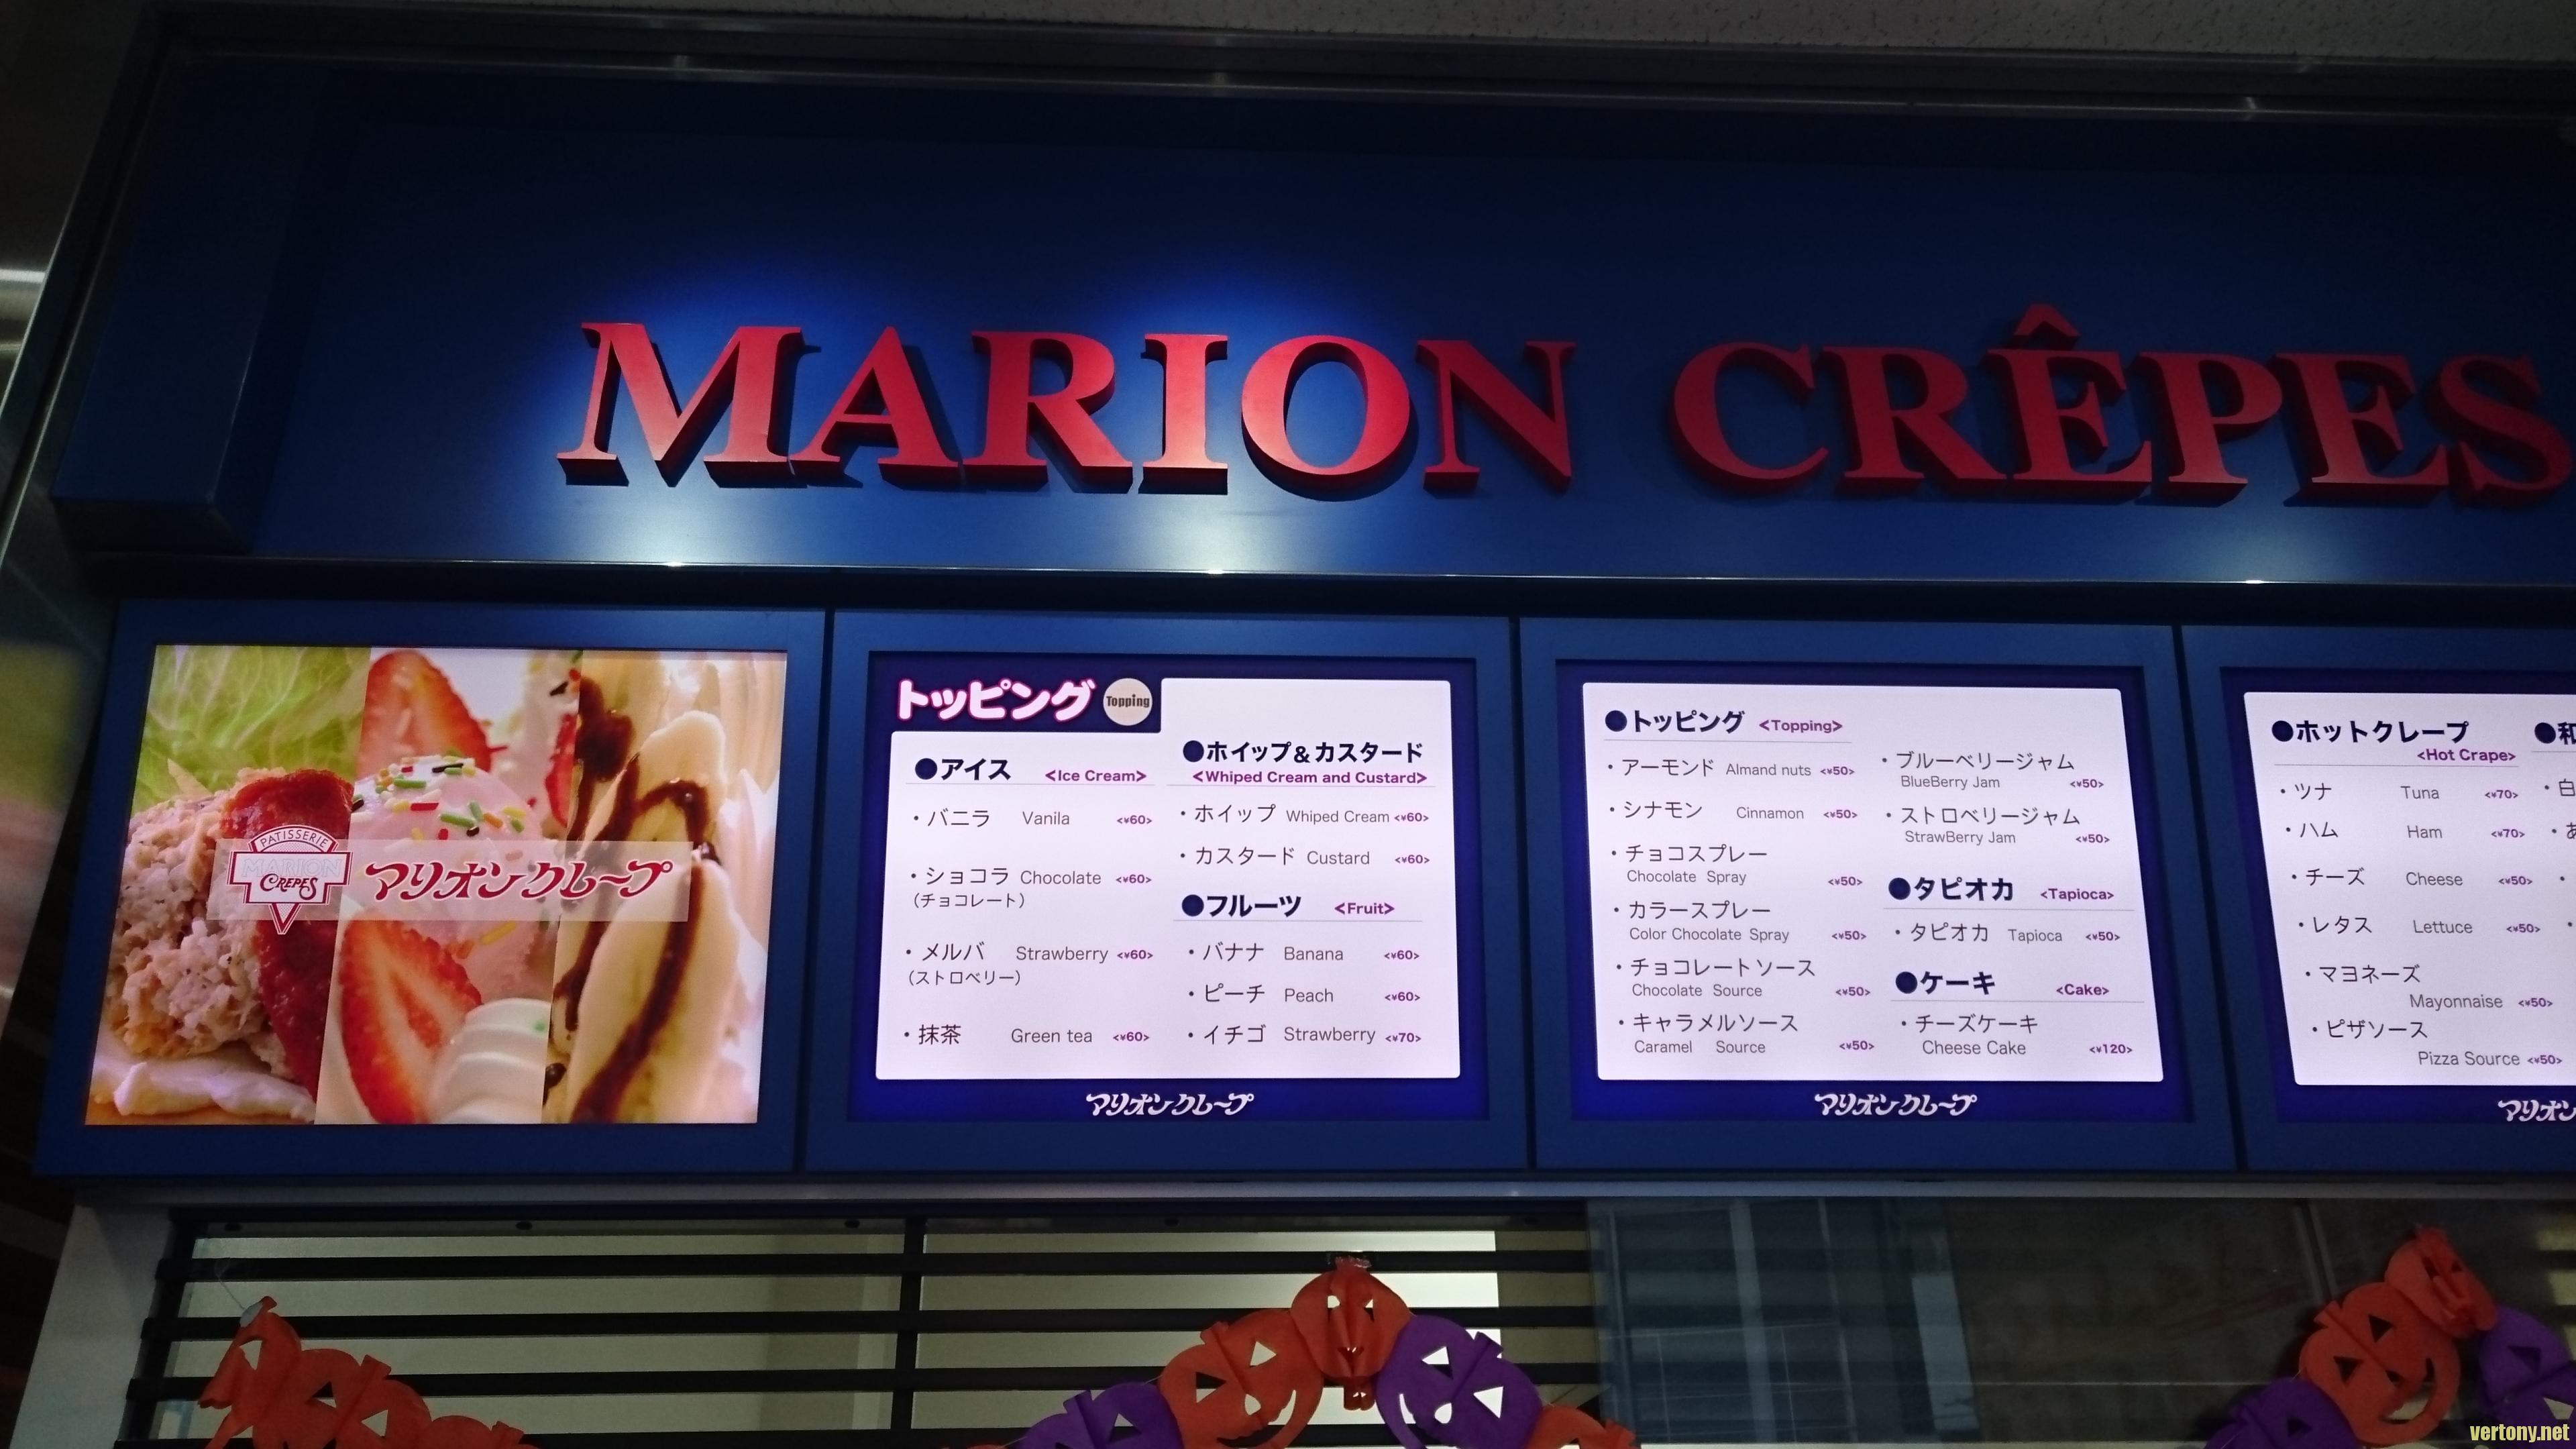 MARION CRÊPES
PATISSERIE
MARION
CREPES
マリオンクレープ
トッピング Topping
●アイス <Ice Cream>
・バニラ Vanila <¥60>
・ショコラ Chocolate <¥60>
(チョコレート)
・メルバ Strawberry <¥60>
(ストロベリー)
・抹茶 Green tea <¥60>
●ホイップ&カスタード
<Whiped Cream and Custard>
・ホイップ Whiped Cream <¥60>
・カスタード Custard <¥60>
●フルーツ <Fruit>
・バナナ Banana <¥60>
・ピーチ Peach <¥60>
・イチゴ Strawberry <¥70>
マリオンクレープ
●トッピング <Topping>
・アーモンド Almand nuts <¥50>
・シナモン Cinnamon <¥50>
・チョコスプレー
Chocolate Spray <¥50>
・カラースプレー
Color Chocolate Spray <¥50>
・チョコレートソース
Chocolate Source <¥50>
・キャラメルソース
Caramel Source <¥50>
・ブルーベリージャム
BlueBerry Jam <¥50>
・ストロベリージャム
StrawBerry Jam <¥50>
●タピオカ <Tapioca>
・タピオカ Tapioca <¥50>
●ケーキ <Cake>
・チーズケーキ
Cheese Cake <¥120>
マリオンクレープ
●ホットクレープ
<Hot Crape>
・ツナ Tuna <¥70>
・ハム Ham <¥70>
・チーズ Cheese <¥50>
・レタス Lettuce <¥50>
・マヨネーズ
Mayonnaise <¥50>
・ピザソース
Pizza Source <¥50>
●和
・白
マリオン
vertony.net